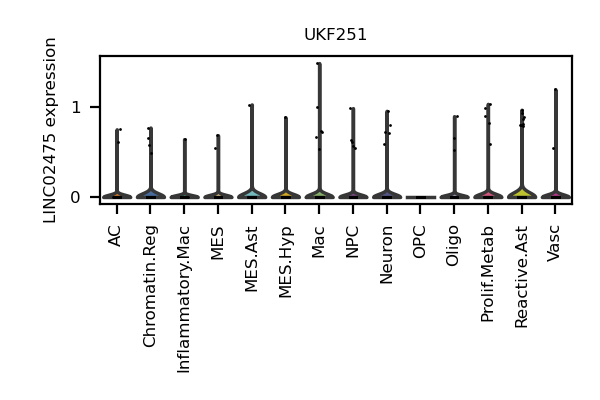 UKF251
LINC02475 expression
1
0
AC
Chromatin.Reg
Inflammatory.Mac
MES
MES.Ast
MES.Hyp
Mac
NPC
Neuron
OPC
Oligo
Prolif.Metab
Reactive.Ast
Vasc